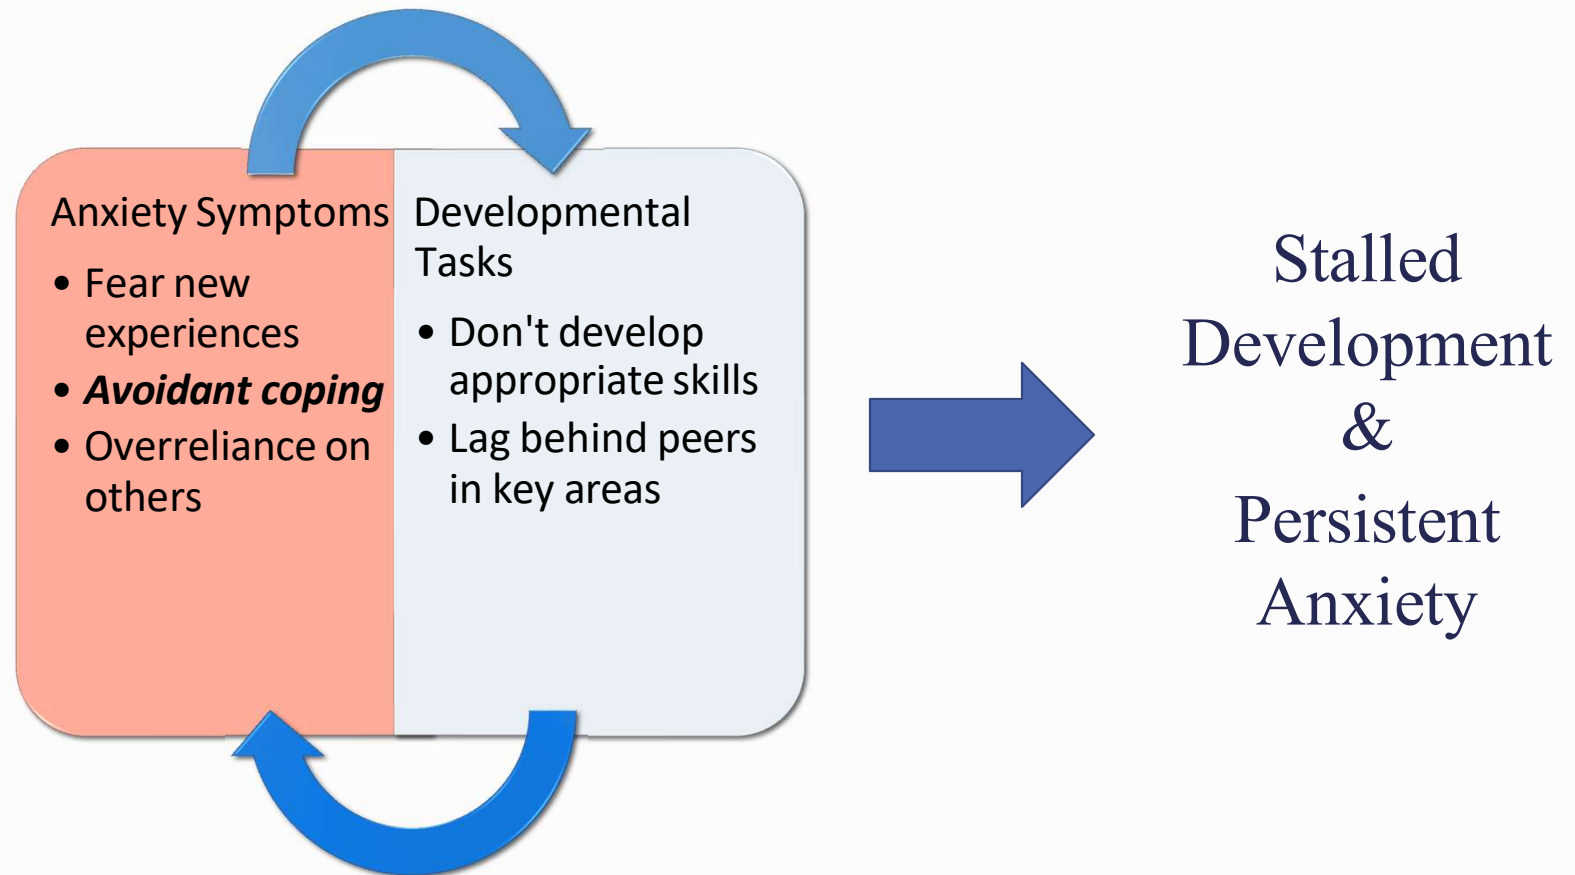 Anxiety Symptoms
• Fear new
experiences
• Avoidant coping
• Overreliance on
others
Developmental
Tasks
• Don't develop
appropriate skills
• Lag behind peers
in key areas
Stalled
Development
&
Persistent
Anxiety